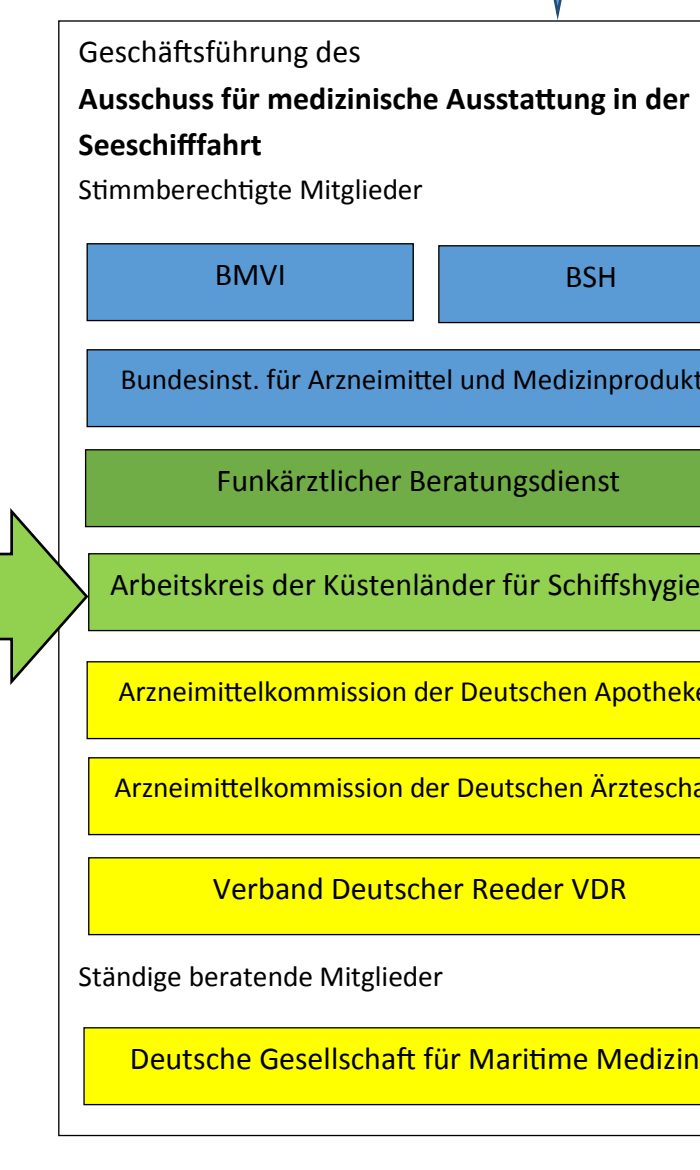 Geschäftsführung des
Ausschuss für medizinische Ausstattung in der
Seeschifffahrt
Stimmberechtigte Mitglieder
BMVI BSH
Bundesinst. für Arzneimittel und Medizinprodukt
Funkärztlicher Beratungsdienst
Arbeitskreis der Küstenländer für Schiffshygie
Arzneimittelkommission der Deutschen Apotheke
Arzneimittelkommission der Deutschen Ärztescha
Verband Deutscher Reeder VDR
Ständige beratende Mitglieder
Deutsche Gesellschaft für Maritime Medizin